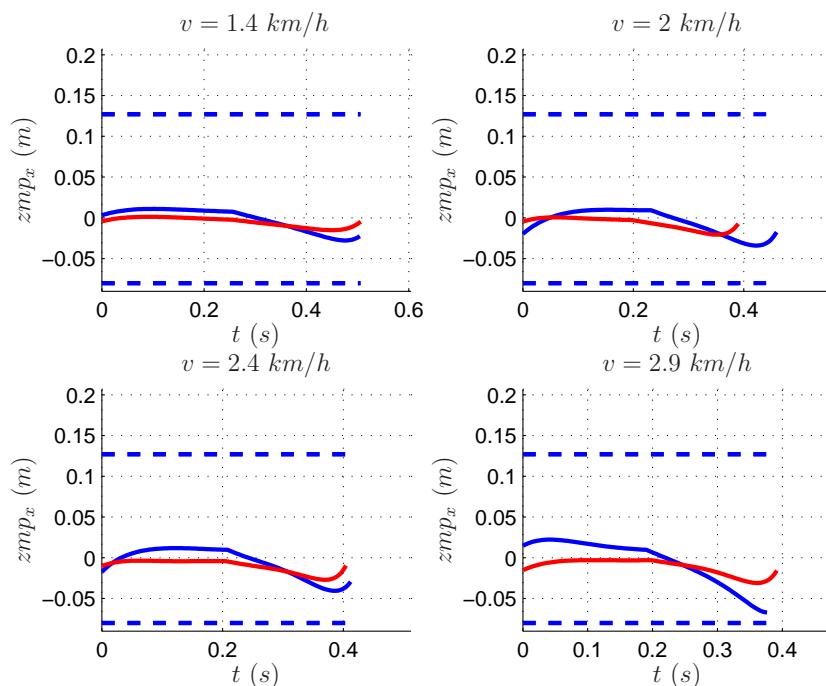 v = 1.4 km/h
0.2
0.15
0.1
0.05
0
−0.05
zmp_x (m)
0 0.2 0.4 0.6
t (s)
v = 2 km/h
0.2
0.15
0.1
0.05
0
−0.05
zmp_x (m)
0 0.2 0.4
t (s)
v = 2.4 km/h
0.2
0.15
0.1
0.05
0
−0.05
zmp_x (m)
0 0.2 0.4
t (s)
v = 2.9 km/h
0.2
0.15
0.1
0.05
0
−0.05
zmp_x (m)
0 0.1 0.2 0.3 0.4
t (s)